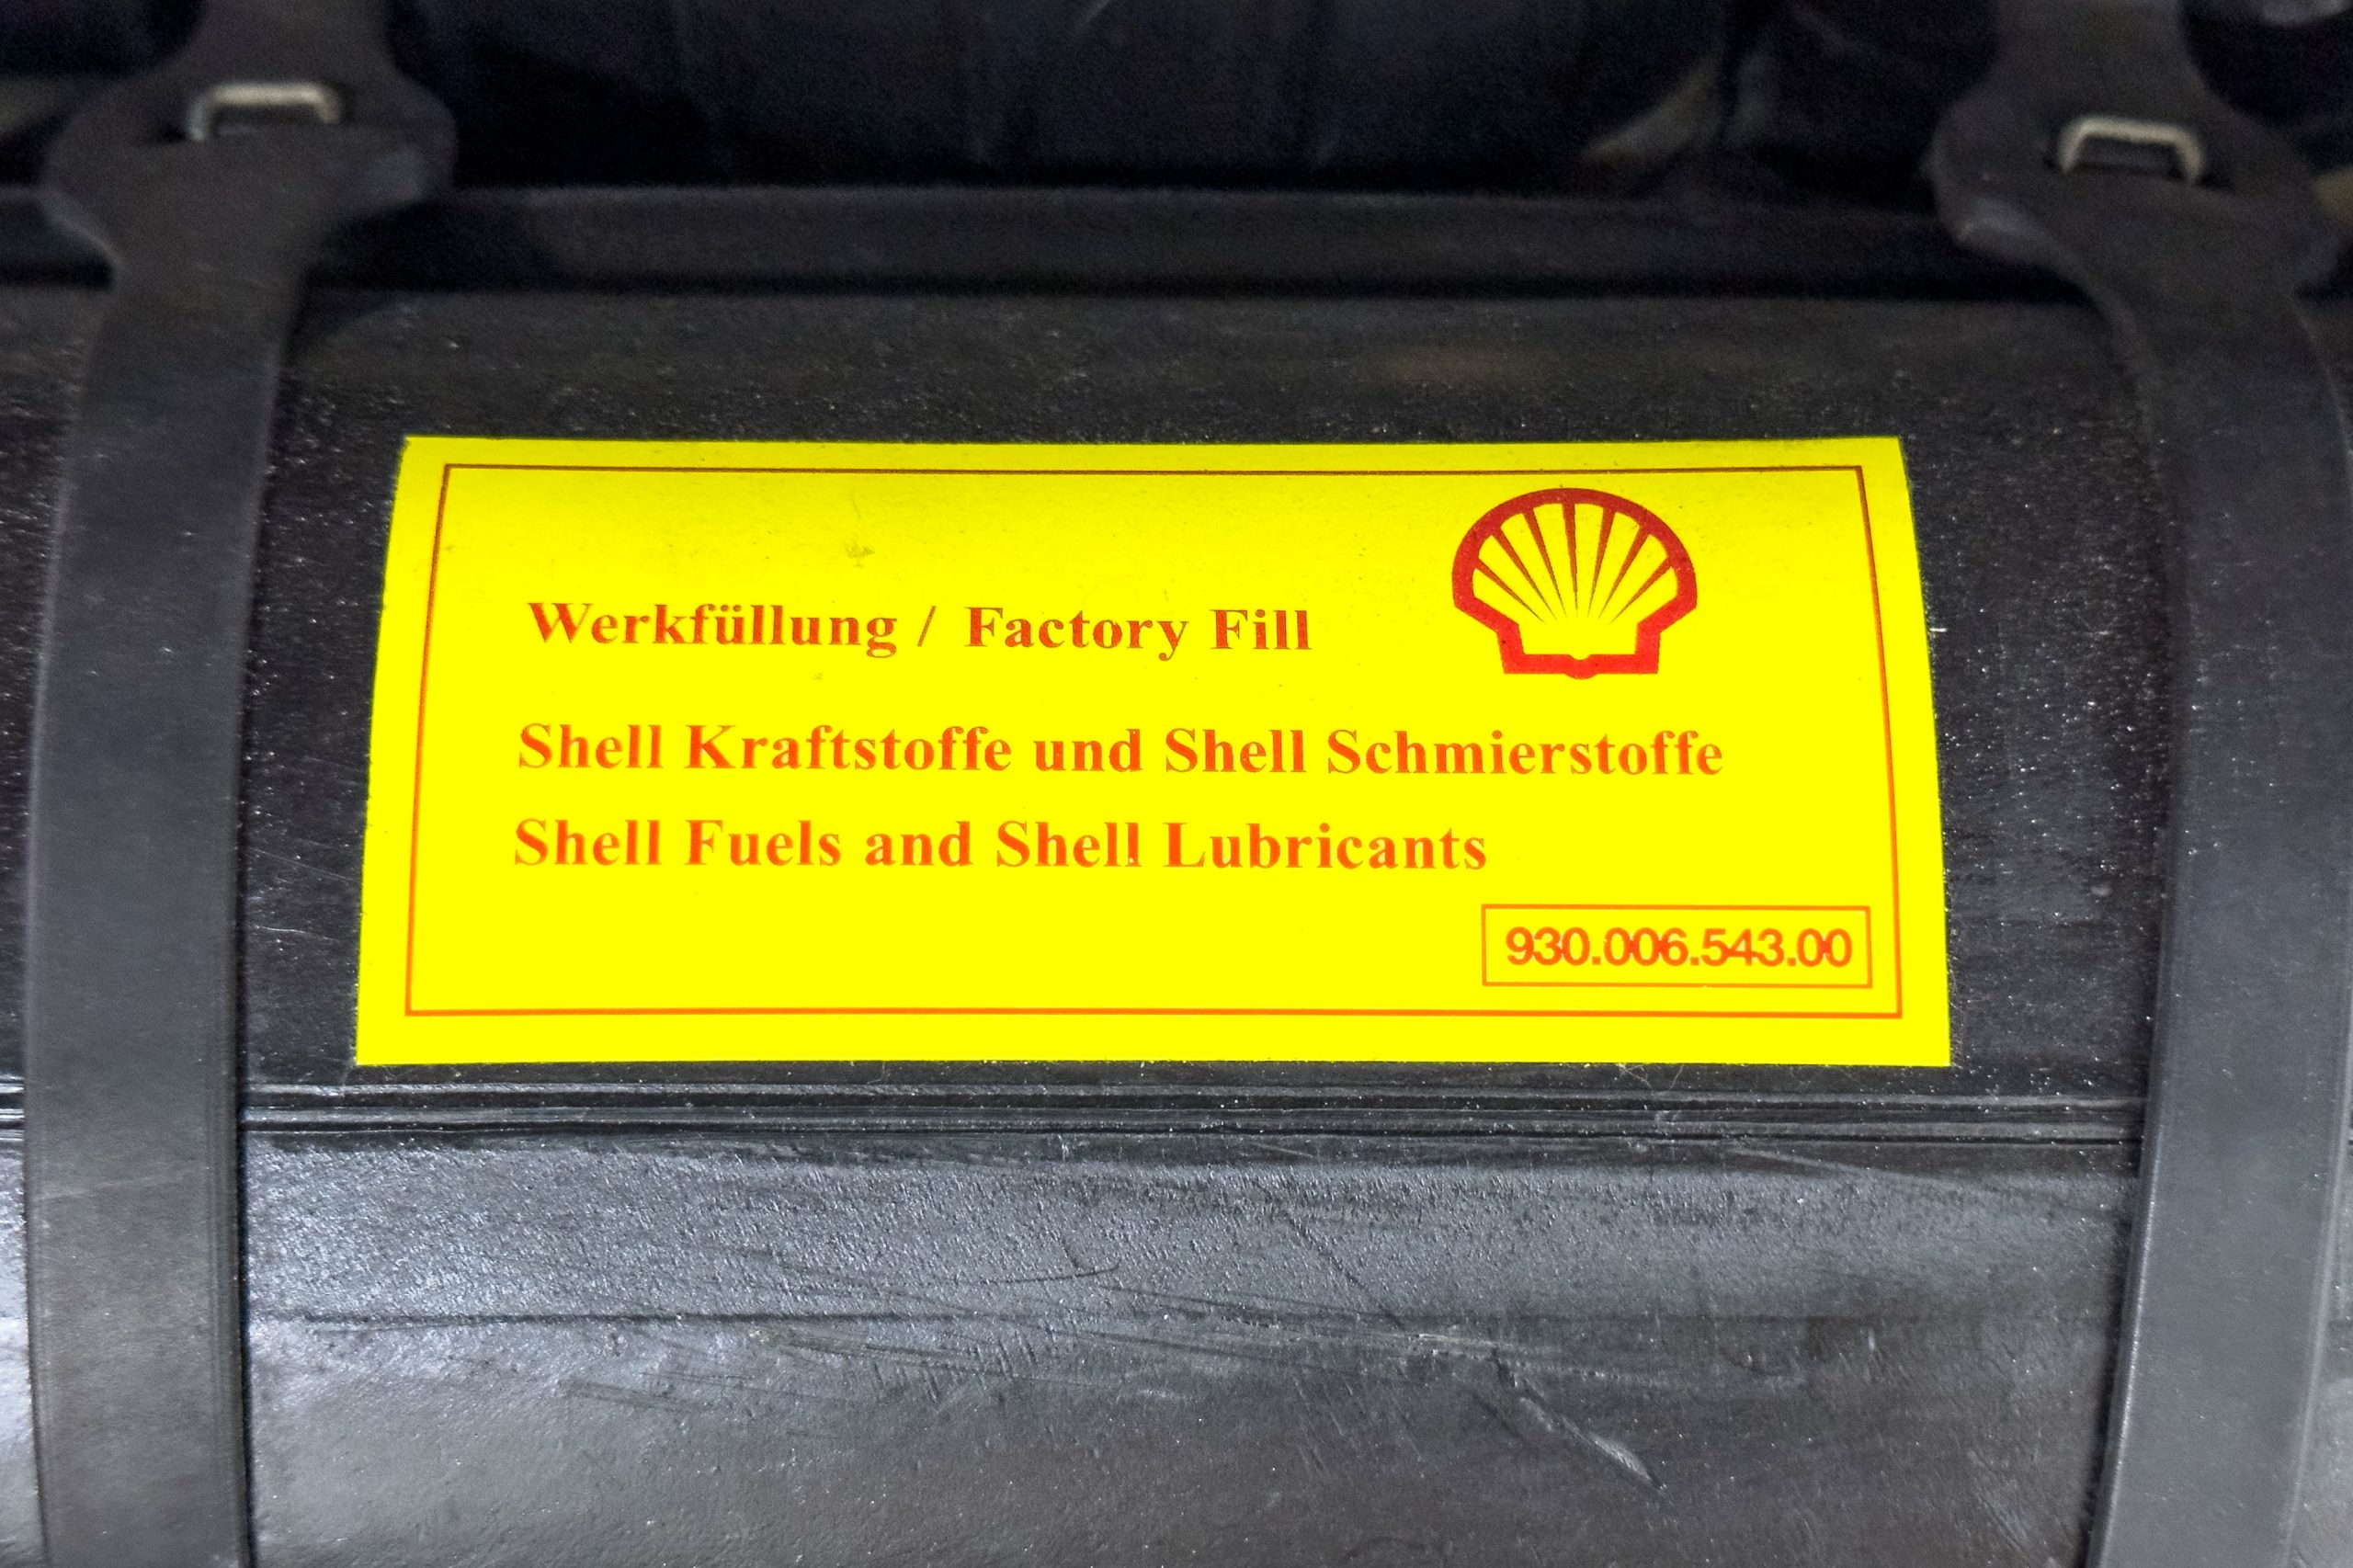 Werkfüllung / Factory Fill
Shell Kraftstoffe und Shell Schmierstoffe
Shell Fuels and Shell Lubricants
930.006.543.00